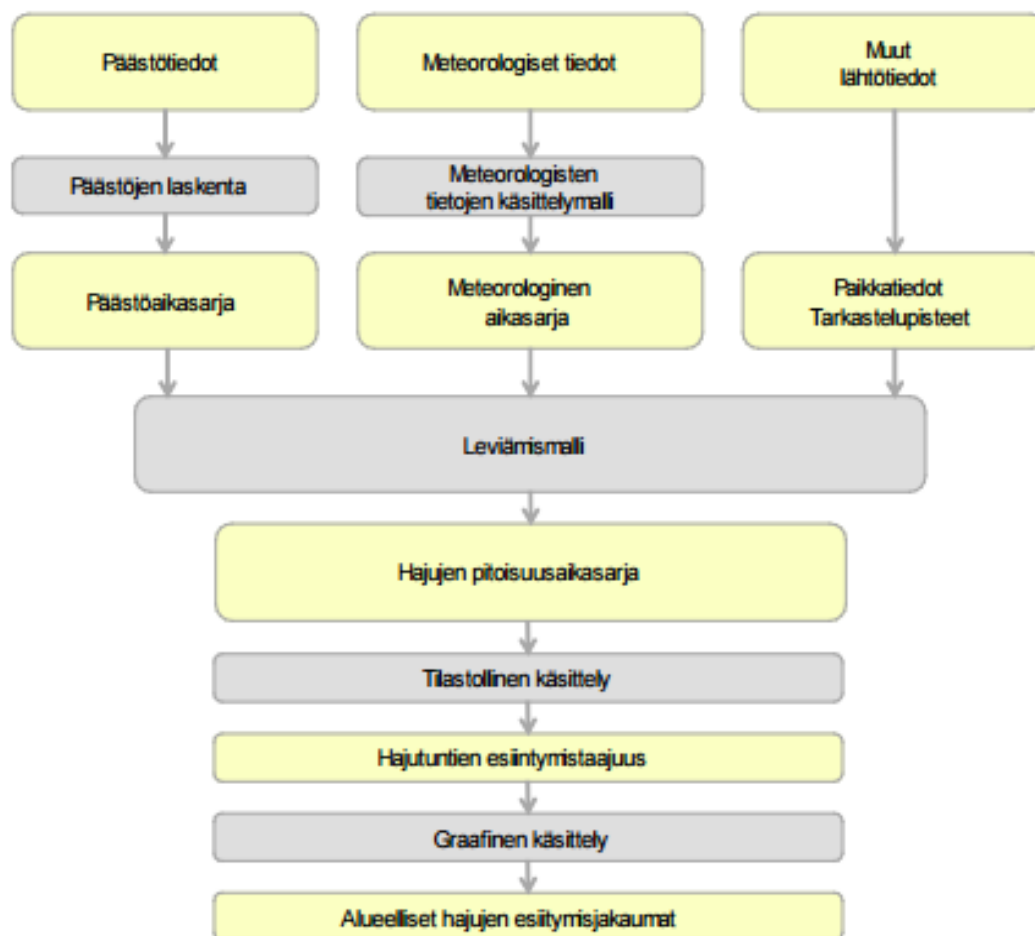 Päästötiedot
Meteorologiset tiedot
Muut
lähtötiedot
Päästöjen laskenta
Meteorologisten
tietojen käsittelymalli
Päästöaikasarja
Meteorologinen
aikasarja
Paikkatiedot
Tarkastelupisteet
Leviämismalli
Hajujen pitoisuusaikasarja
Tilastollinen käsittely
Hajutuntien esiintymistaajuus
Graafinen käsittely
Alueelliset hajujen esiitymisjakaumat